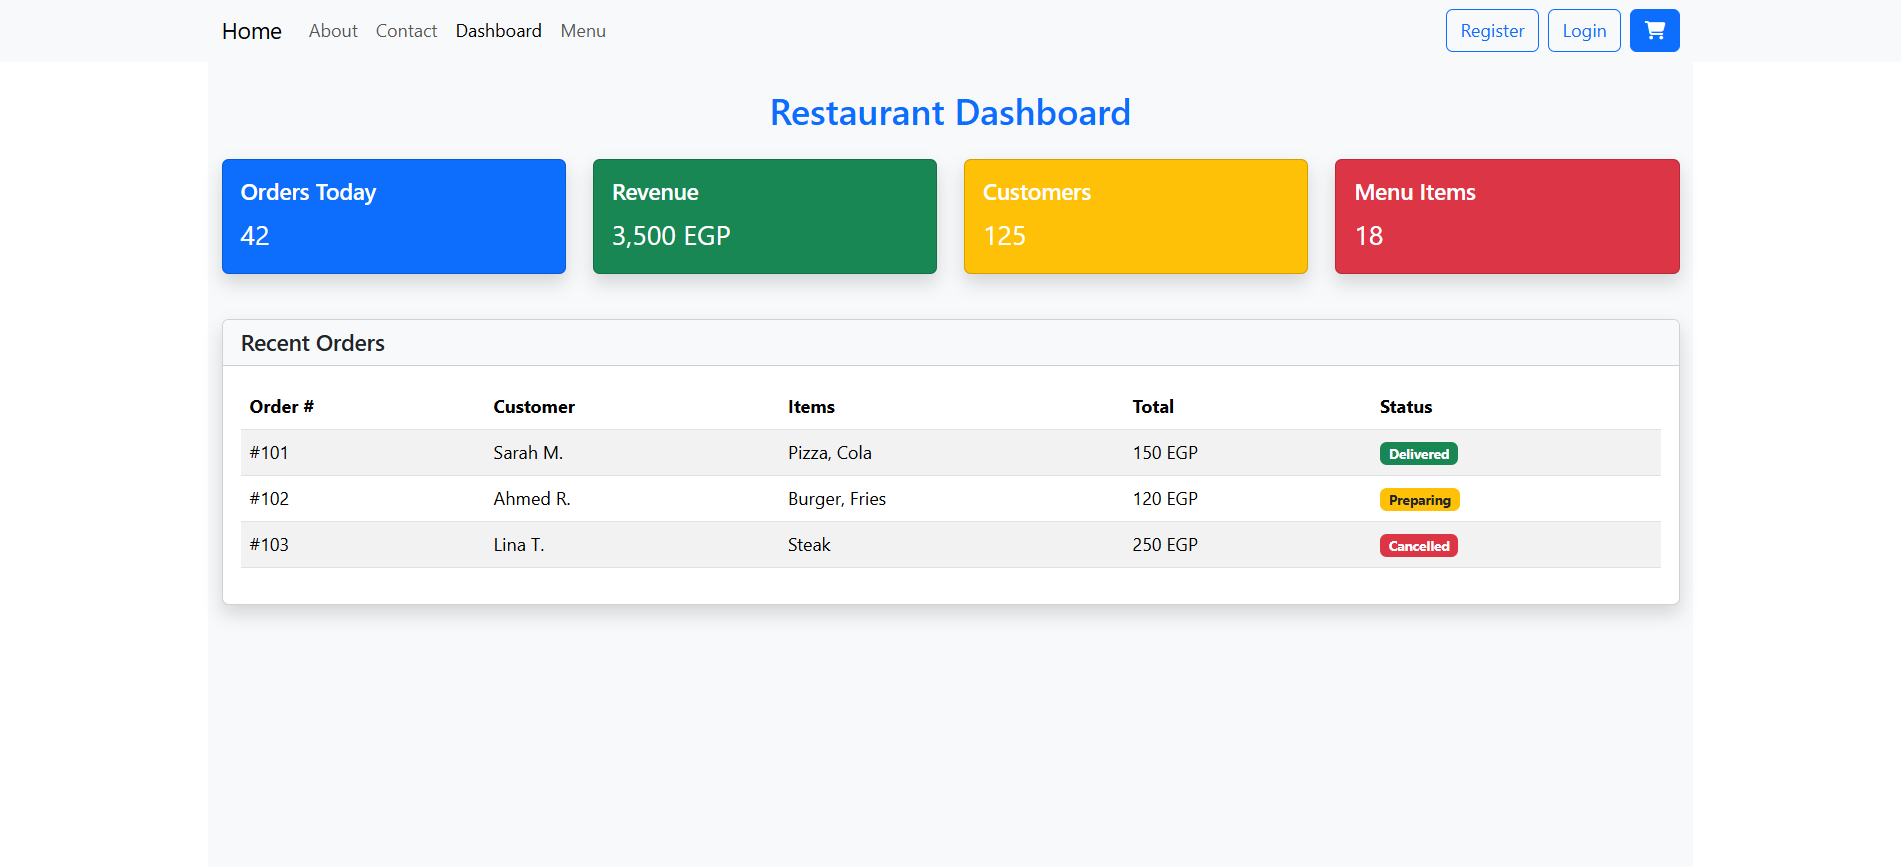 Home About Contact Dashboard Menu Register Login
Restaurant Dashboard
Orders Today
42
Revenue
3,500 EGP
Customers
125
Menu Items
18
Recent Orders
Order # Customer Items Total Status
#101 Sarah M. Pizza, Cola 150 EGP Delivered
#102 Ahmed R. Burger, Fries 120 EGP Preparing
#103 Lina T. Steak 250 EGP Cancelled